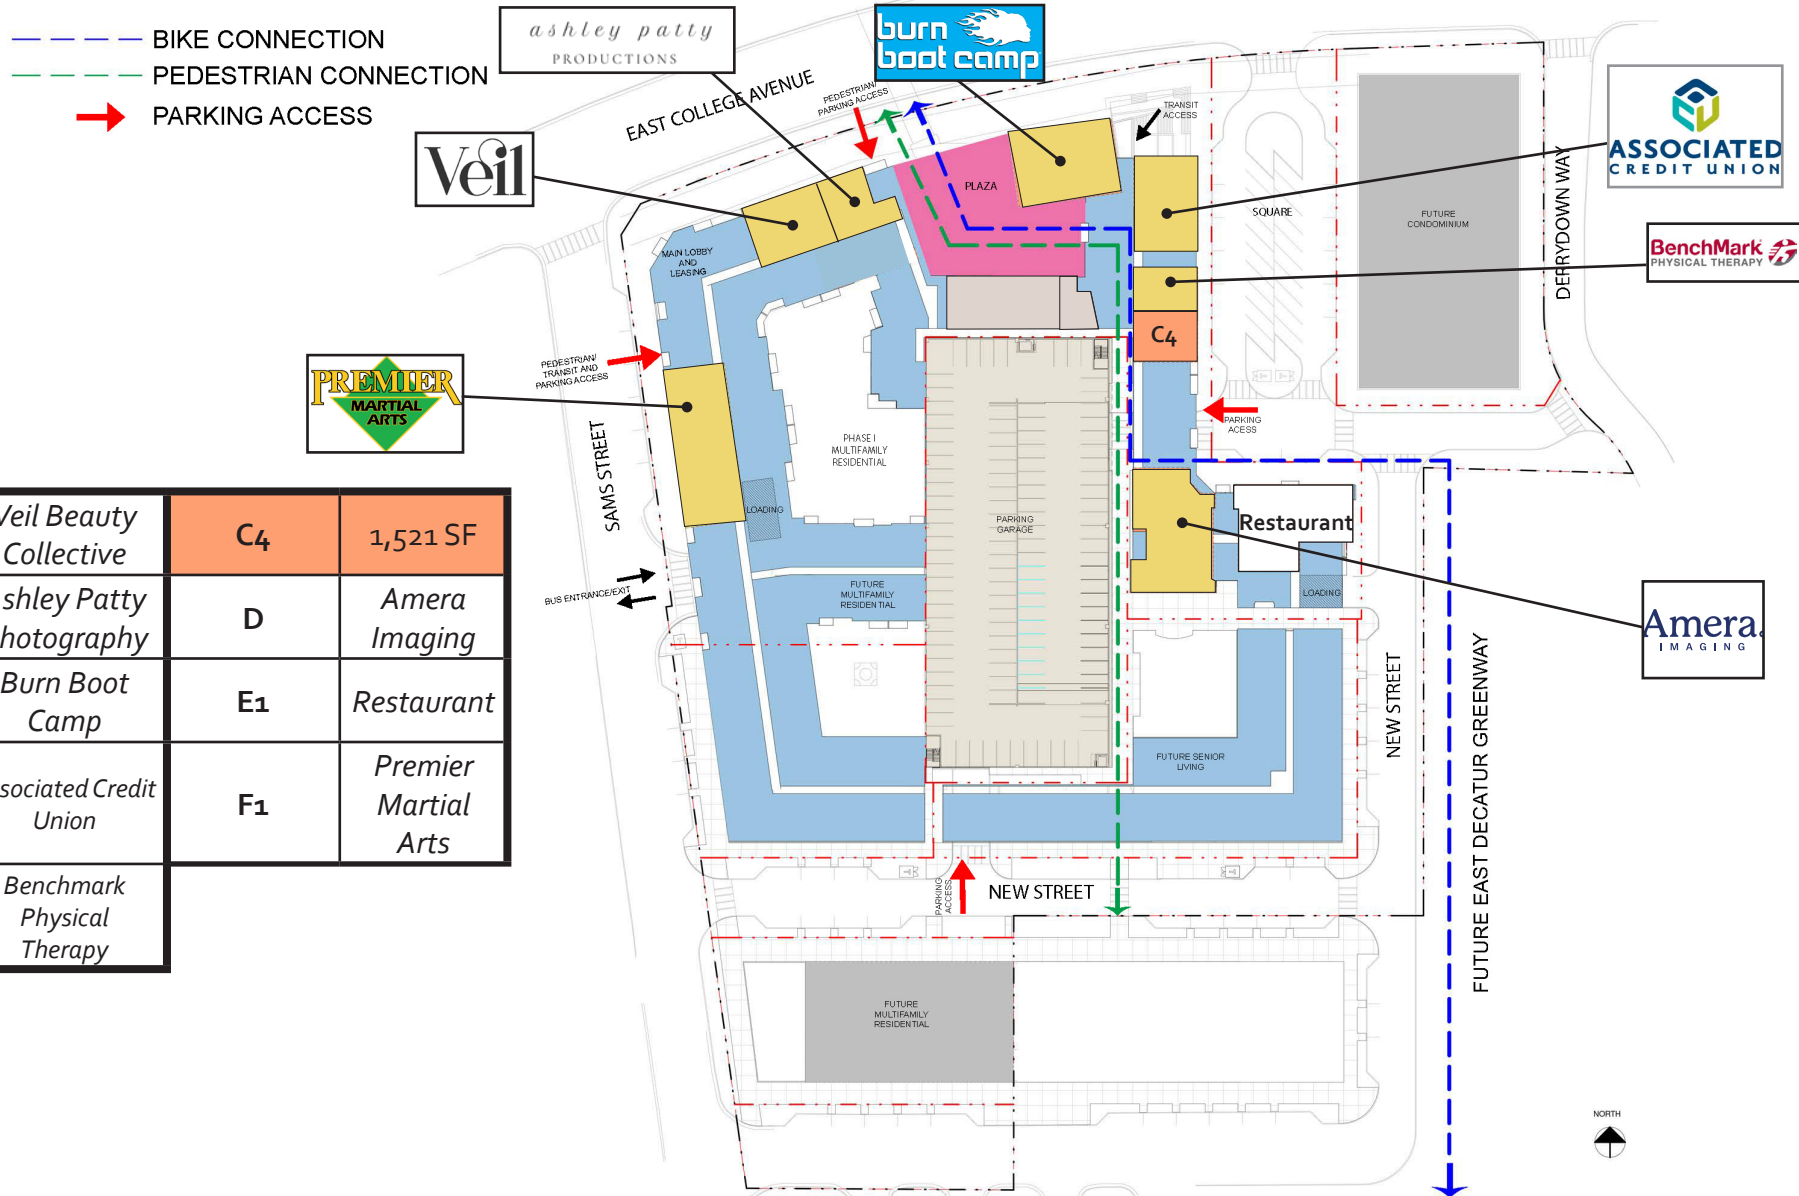 BIKE CONNECTION
PEDESTRIAN CONNECTION
PARKING ACCESS
ashley patty
PRODUCTIONS
burn
boot camp
Veil
EAST COLLEGE AVENUE
PEDESTRIAN/
PARKING ACCESS
TRANSIT
ACCESS
ASSOCIATED
CREDIT UNION
PLAZA
SQUARE
FUTURE
CONDOMINIUM
DERRYDOWN WAY
BenchMark
PHYSICAL THERAPY
MAIN LOBBY
AND
LEASING
C4
PEDESTRIAN/
TRANSIT AND
PARKING ACCESS
PREMIER
MARTIAL
ARTS
PARKING
ACESS
SAMS STREET
PHASE I
MULTIFAMILY
RESIDENTIAL
LOADING
PARKING
GARAGE
Restaurant
LOADING
BUS ENTRANCE/EXIT
FUTURE
MULTIFAMILY
RESIDENTIAL
Amera
IMAGING
NEW STREET
FUTURE EAST DECATUR GREENWAY
FUTURE SENIOR
LIVING
PARKING
ACCESS
NEW STREET
FUTURE
MULTIFAMILY
RESIDENTIAL
NORTH
Veil Beauty
Collective
C4
1,521 SF
shley Patty
hotography
D
Amera
Imaging
Burn Boot
Camp
E1
Restaurant
sociated Credit
Union
F1
Premier
Martial
Arts
Benchmark
Physical
Therapy